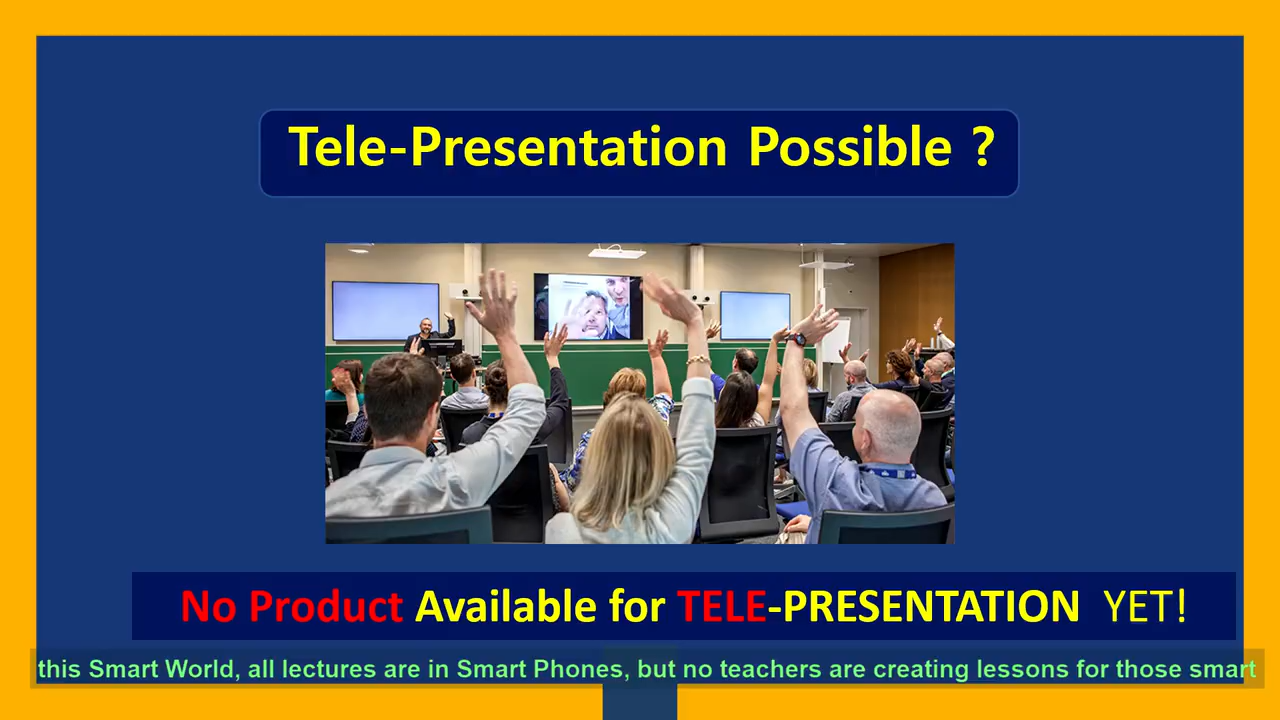 Tele-Presentation Possible ?
No Product Available for TELE-PRESENTATION YET!
this Smart World, all lectures are in Smart Phones, but no teachers are creating lessons for those smart